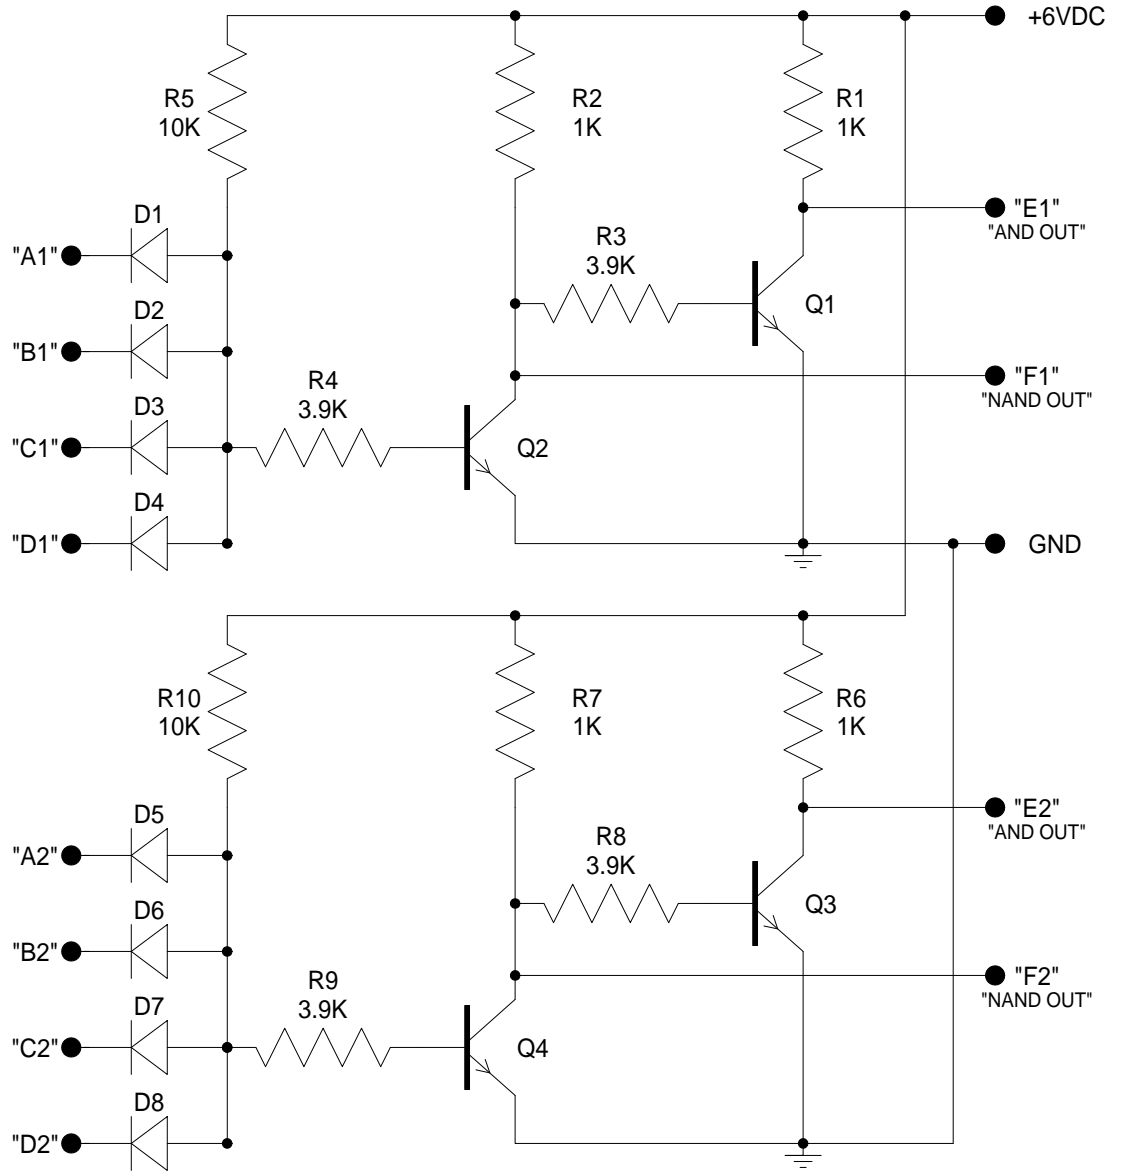 +6VDC
R5
10K
R2
1K
R1
1K
D1
"A1"
"E1"
"AND OUT"
R3
3.9K
D2
"B1"
Q1
R4
3.9K
"F1"
"NAND OUT"
D3
"C1"
Q2
D4
"D1"
GND
R10
10K
R7
1K
R6
1K
D5
"A2"
"E2"
"AND OUT"
R8
3.9K
D6
"B2"
Q3
R9
3.9K
"F2"
"NAND OUT"
D7
"C2"
Q4
D8
"D2"